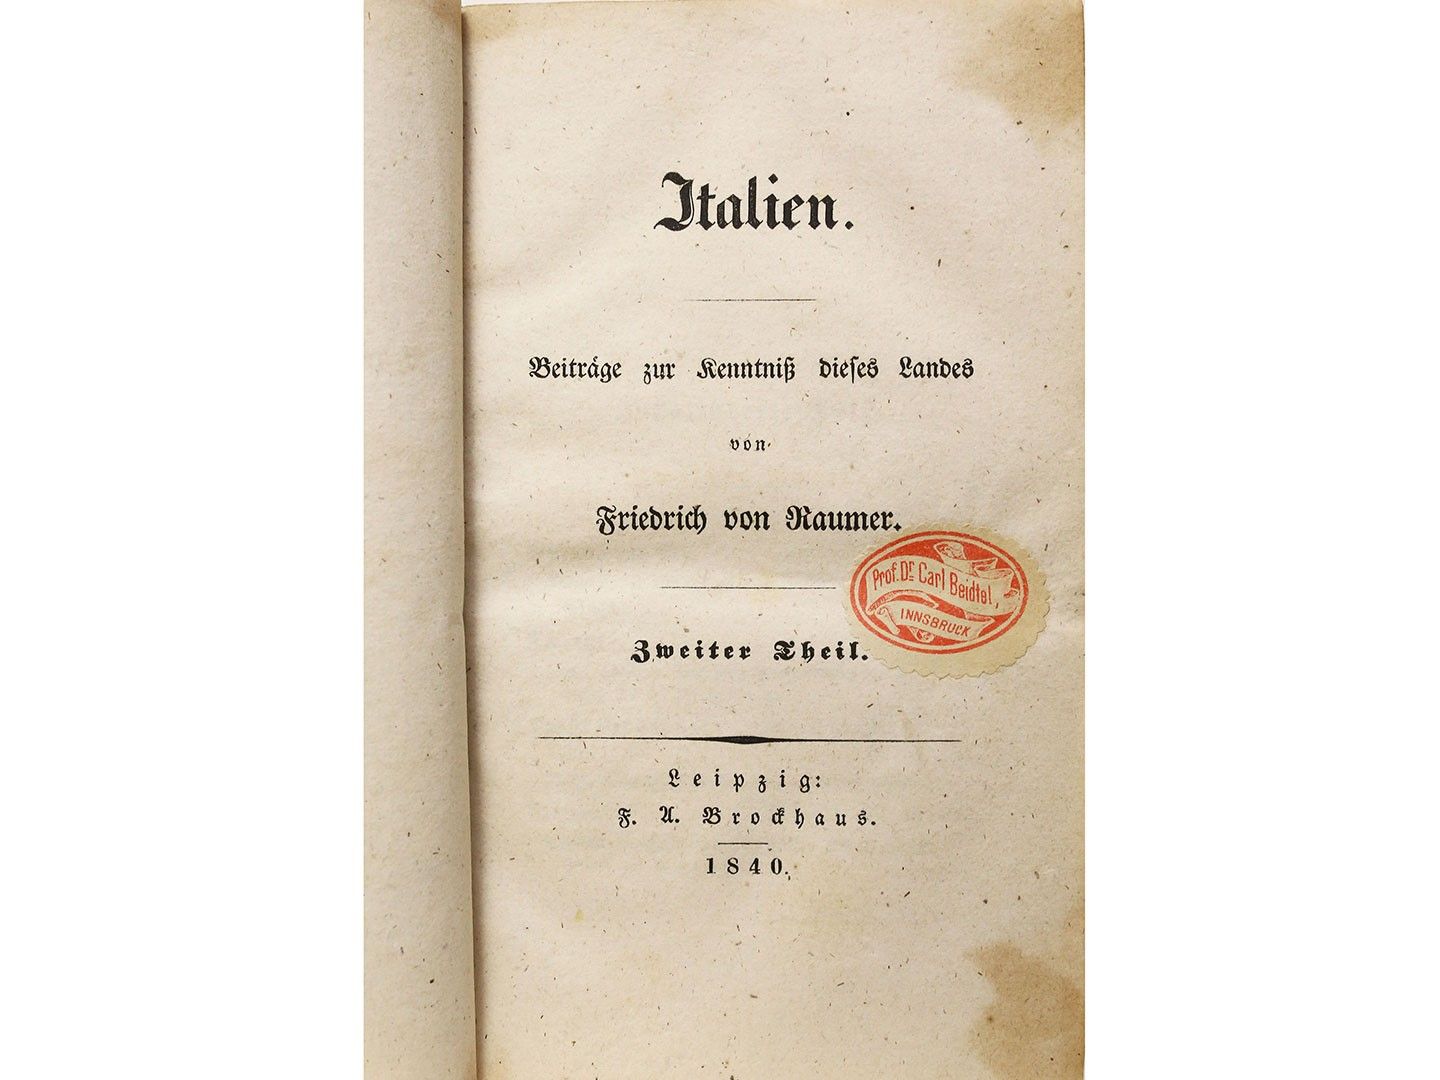 Italien.
Beiträge zur Kenntniß dieses Landes
von
Friedrich von Raumer.
Prof. Dr Carl Beidtel,
INNSBRUCK
Zweiter Theil.
Leipzig:
F. A. Brockhaus.
1840.